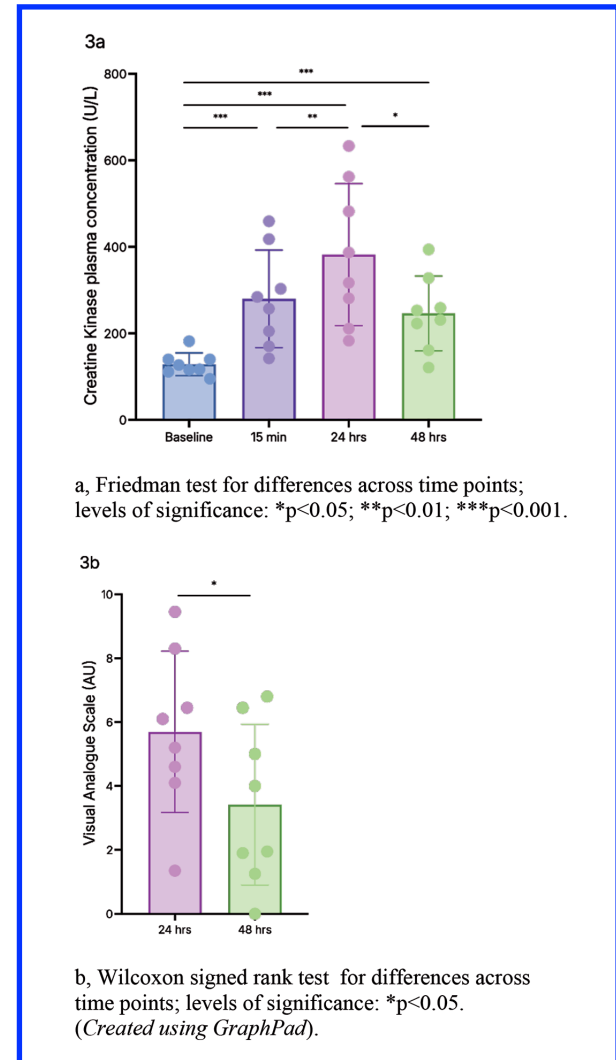 3a
***
***
*** ** *
Creatine Kinase plasma concentration (U/L)
800
600
400
200
0
Baseline 15 min 24 hrs 48 hrs
a, Friedman test for differences across time points;
levels of significance: *p<0.05; **p<0.01; ***p<0.001.
3b
*
Visual Analogue Scale (AU)
10
8
6
4
2
0
24 hrs 48 hrs
b, Wilcoxon signed rank test for differences across
time points; levels of significance: *p<0.05.
(Created using GraphPad).